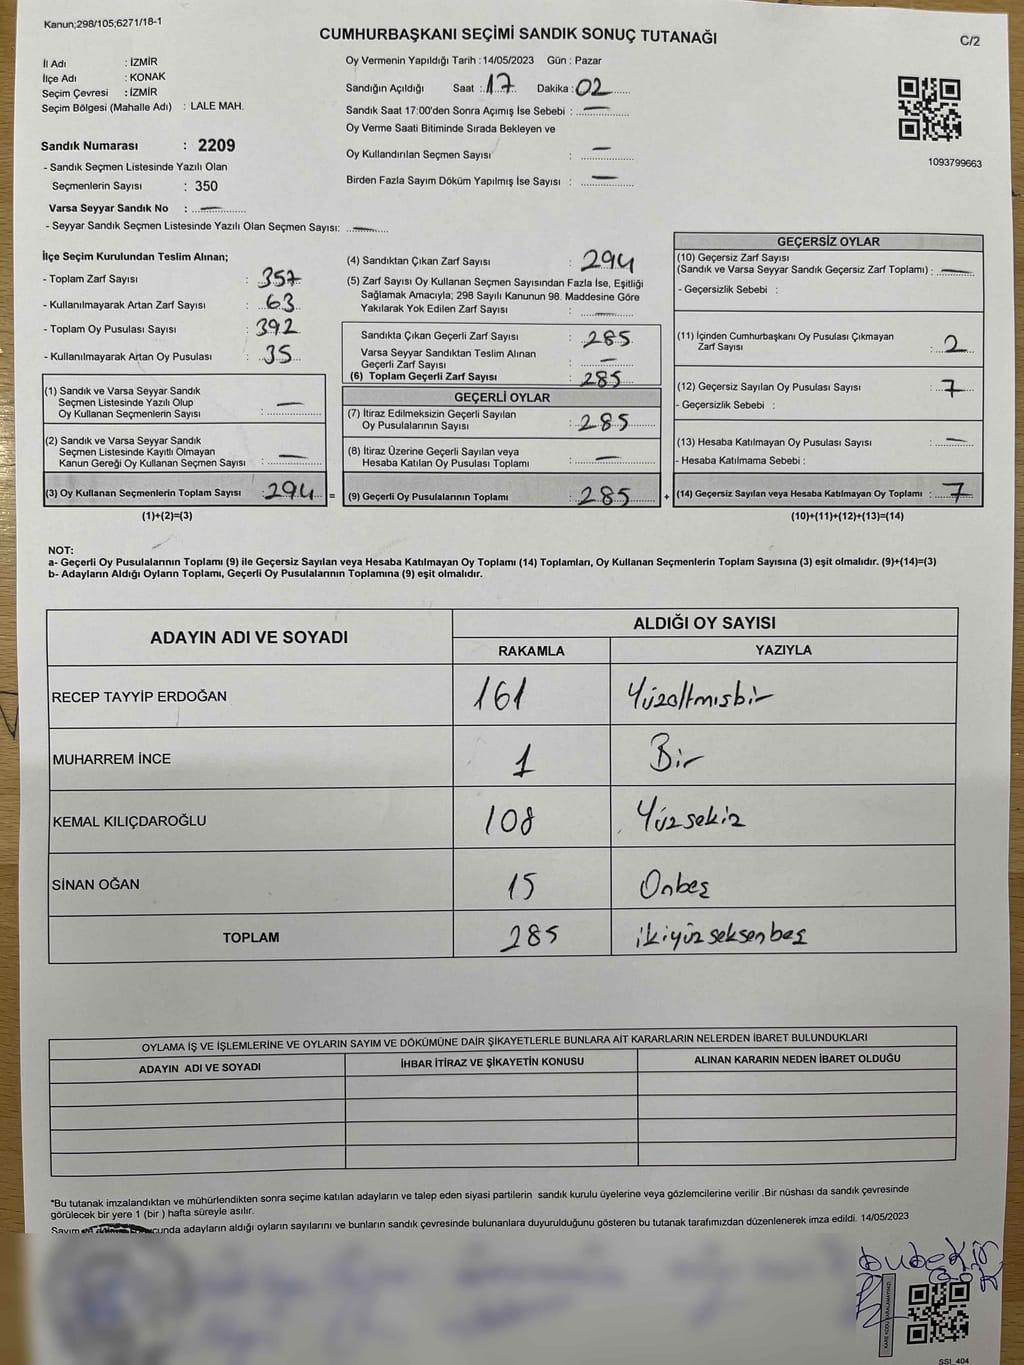 Kanun;298/105;6271/18-1
CUMHURBAŞKANI SEÇİMİ SANDIK SONUÇ TUTANAĞI
C/2
İl Adı : İZMİR
İlçe Adı : KONAK
Seçim Çevresi : İZMİR
Seçim Bölgesi (Mahalle Adı) : LALE MAH.
Sandık Numarası : 2209
- Sandık Seçmen Listesinde Yazılı Olan
Seçmenlerin Sayısı : 350
Varsa Seyyar Sandık No : —
- Seyyar Sandık Seçmen Listesinde Yazılı Olan Seçmen Sayısı: —
Oy Vermenin Yapıldığı Tarih : 14/05/2023 Gün : Pazar
Sandığın Açıldığı Saat : 17 Dakika : 02
Sandık Saat 17:00'den Sonra Açımış İse Sebebi : —
Oy Verme Saati Bitiminde Sırada Bekleyen ve
Oy Kullandırılan Seçmen Sayısı : —
Birden Fazla Sayım Döküm Yapılmış İse Sayısı : —
1093799663
İlçe Seçim Kurulundan Teslim Alınan;
- Toplam Zarf Sayısı : 357
- Kullanılmayarak Artan Zarf Sayısı : 63
- Toplam Oy Pusulası Sayısı : 392
- Kullanılmayarak Artan Oy Pusulası : 35
(1) Sandık ve Varsa Seyyar Sandık
Seçmen Listesinde Yazılı Olup
Oy Kullanan Seçmenlerin Sayısı : —
(2) Sandık ve Varsa Seyyar Sandık
Seçmen Listesinde Kayıtlı Olmayan
Kanun Gereği Oy Kullanan Seçmen Sayısı : —
(3) Oy Kullanan Seçmenlerin Toplam Sayısı : 294 =
(1)+(2)=(3)
(4) Sandıktan Çıkan Zarf Sayısı : 294
(5) Zarf Sayısı Oy Kullanan Seçmen Sayısından Fazla İse, Eşitliği
Sağlamak Amacıyla; 298 Sayılı Kanunun 98. Maddesine Göre
Yakılarak Yok Edilen Zarf Sayısı : —
Sandıkta Çıkan Geçerli Zarf Sayısı : 285
Varsa Seyyar Sandıktan Teslim Alınan
Geçerli Zarf Sayısı : —
(6) Toplam Geçerli Zarf Sayısı : 285
GEÇERLİ OYLAR
(7) İtiraz Edilmeksizin Geçerli Sayılan
Oy Pusulalarının Sayısı : 285
(8) İtiraz Üzerine Geçerli Sayılan veya
Hesaba Katılan Oy Pusulası Toplamı : —
(9) Geçerli Oy Pusulalarının Toplamı : 285 +
GEÇERSİZ OYLAR
(10) Geçersiz Zarf Sayısı
(Sandık ve Varsa Seyyar Sandık Geçersiz Zarf Toplamı) : —
- Geçersizlik Sebebi :
(11) İçinden Cumhurbaşkanı Oy Pusulası Çıkmayan
Zarf Sayısı : 2
(12) Geçersiz Sayılan Oy Pusulası Sayısı : 7
- Geçersizlik Sebebi :
(13) Hesaba Katılmayan Oy Pusulası Sayısı : —
- Hesaba Katılmama Sebebi :
(14) Geçersiz Sayılan veya Hesaba Katılmayan Oy Toplamı : 7
(10)+(11)+(12)+(13)=(14)
NOT:
a- Geçerli Oy Pusulalarının Toplamı (9) ile Geçersiz Sayılan veya Hesaba Katılmayan Oy Toplamı (14) Toplamları, Oy Kullanan Seçmenlerin Toplam Sayısına (3) eşit olmalıdır. (9)+(14)=(3)
b- Adayların Aldığı Oyların Toplamı, Geçerli Oy Pusulalarının Toplamına (9) eşit olmalıdır.
ADAYIN ADI VE SOYADI
ALDIĞI OY SAYISI
RAKAMLA YAZIYLA
RECEP TAYYİP ERDOĞAN 161 Yüzaltmışbir
MUHARREM İNCE 1 Bir
KEMAL KILIÇDAROĞLU 108 Yüzsekiz
SİNAN OĞAN 15 Onbeş
TOPLAM 285 ikiyüzseksenbeş
OYLAMA İŞ VE İŞLEMLERİNE VE OYLARIN SAYIM VE DÖKÜMÜNE DAİR ŞİKAYETLERLE BUNLARA AİT KARARLARIN NELERDEN İBARET BULUNDUKLARI
ADAYIN ADI VE SOYADI İHBAR İTİRAZ VE ŞİKAYETİN KONUSU ALINAN KARARIN NEDEN İBARET OLDUĞU
*Bu tutanak imzalandıktan ve mühürlendikten sonra seçime katılan adayların ve talep eden siyasi partilerin sandık kurulu üyelerine veya gözlemcilerine verilir .Bir nüshası da sandık çevresinde
görülecek bir yere 1 (bir ) hafta süreyle asılır.
Sayım cunda adayların aldığı oyların sayılarını ve bunların sandık çevresinde bulunanlara duyurulduğunu gösteren bu tutanak tarafımızdan düzenlenerek imza edildi. 14/05/2023
KARE KODU KARALAMAYINIZ!
SSİ_404